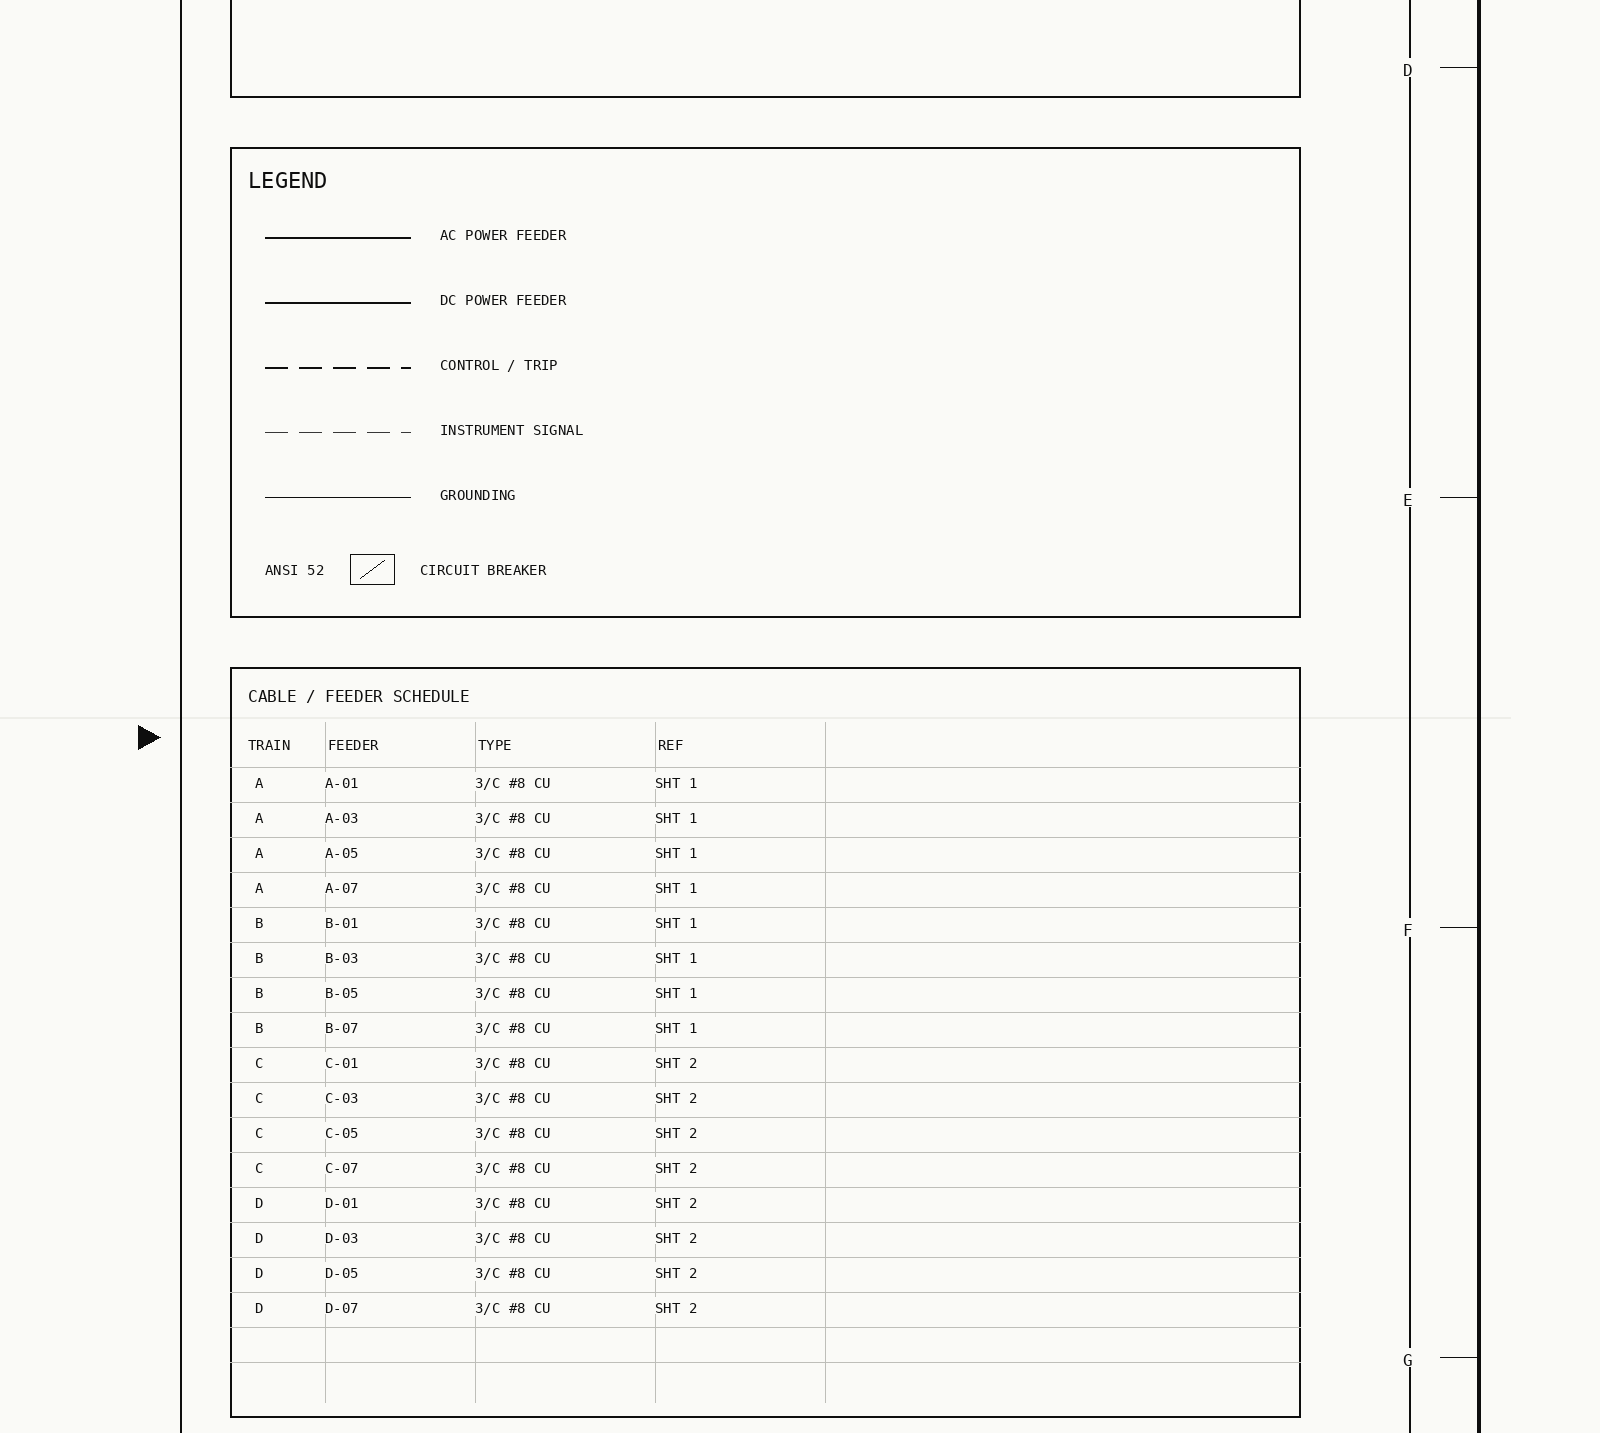 D
LEGEND
AC POWER FEEDER
DC POWER FEEDER
CONTROL / TRIP
INSTRUMENT SIGNAL
E
GROUNDING
ANSI 52 CIRCUIT BREAKER
CABLE / FEEDER SCHEDULE
TRAIN FEEDER TYPE REF
A A-01 3/C #8 CU SHT 1
A A-03 3/C #8 CU SHT 1
A A-05 3/C #8 CU SHT 1
A A-07 3/C #8 CU SHT 1
B B-01 3/C #8 CU SHT 1
F
B B-03 3/C #8 CU SHT 1
B B-05 3/C #8 CU SHT 1
B B-07 3/C #8 CU SHT 1
C C-01 3/C #8 CU SHT 2
C C-03 3/C #8 CU SHT 2
C C-05 3/C #8 CU SHT 2
C C-07 3/C #8 CU SHT 2
D D-01 3/C #8 CU SHT 2
D D-03 3/C #8 CU SHT 2
D D-05 3/C #8 CU SHT 2
D D-07 3/C #8 CU SHT 2
G